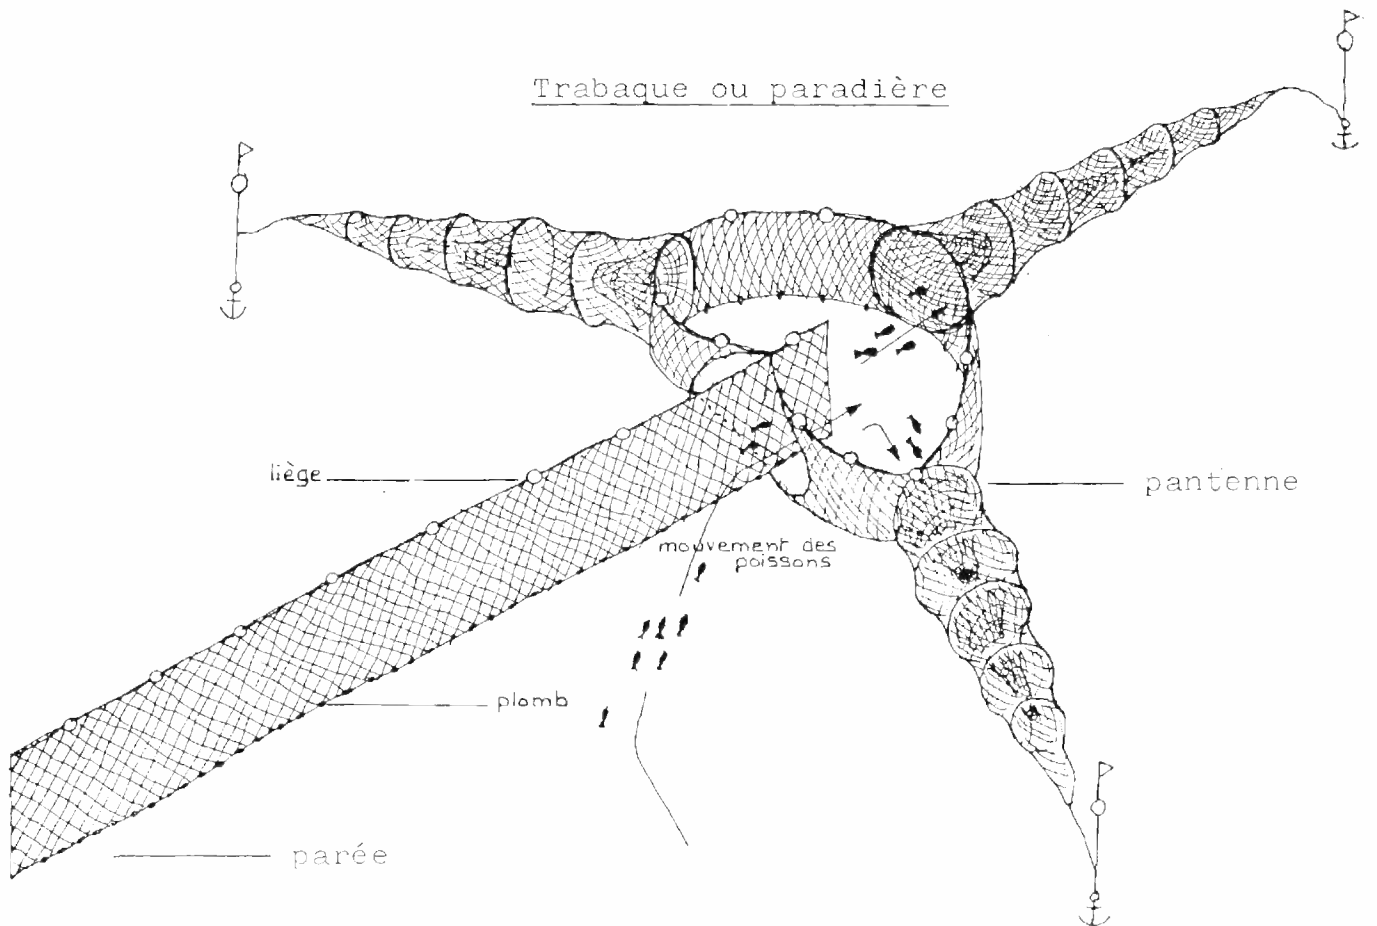 Trabaque ou paradière
liège
pantenne
mouvement des
poissons
plomb
parée